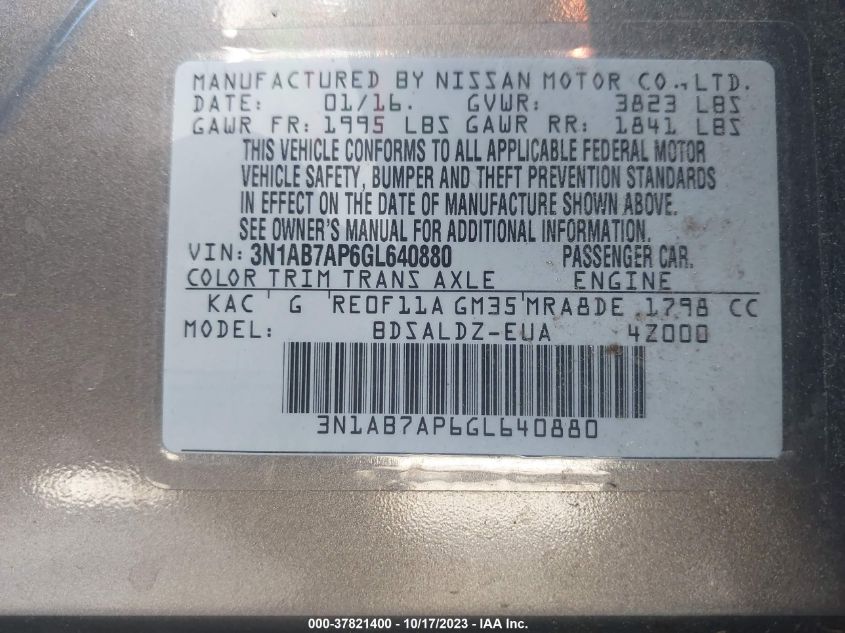 MANUFACTURED BY NISSAN MOTOR CO.,LTD.
DATE: 01/16. GVWR: 3823 LBS
GAWR FR: 1995 LBS GAWR RR: 1841 LBS
THIS VEHICLE CONFORMS TO ALL APPLICABLE FEDERAL MOTOR
VEHICLE SAFETY, BUMPER AND THEFT PREVENTION STANDARDS
IN EFFECT ON THE DATE OF MANUFACTURE SHOWN ABOVE.
SEE OWNER'S MANUAL FOR ADDITIONAL INFORMATION.
VIN: 3N1AB7AP6GL640880 PASSENGER CAR.
COLOR TRIM TRANS AXLE ENGINE
KAC G RE0F11A GM35 MRA8DE 1798 CC
MODEL: BDSALDZ-EUA 4Z000
3N1AB7AP6GL640880
000-37821400 - 10/17/2023 - IAA Inc.